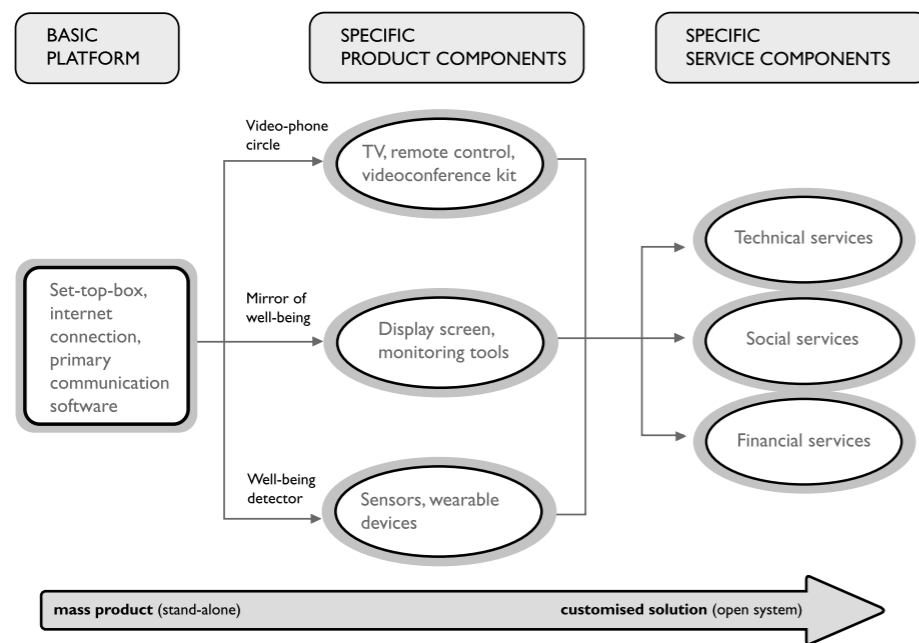 BASIC
PLATFORM
SPECIFIC
PRODUCT COMPONENTS
SPECIFIC
SERVICE COMPONENTS
Video-phone
circle
TV, remote control,
videoconference kit
Technical services
Set-top-box,
internet
connection,
primary
communication
software
Mirror of
well-being
Display screen,
monitoring tools
Social services
Financial services
Well-being
detector
Sensors, wearable
devices
mass product (stand-alone)
customised solution (open system)